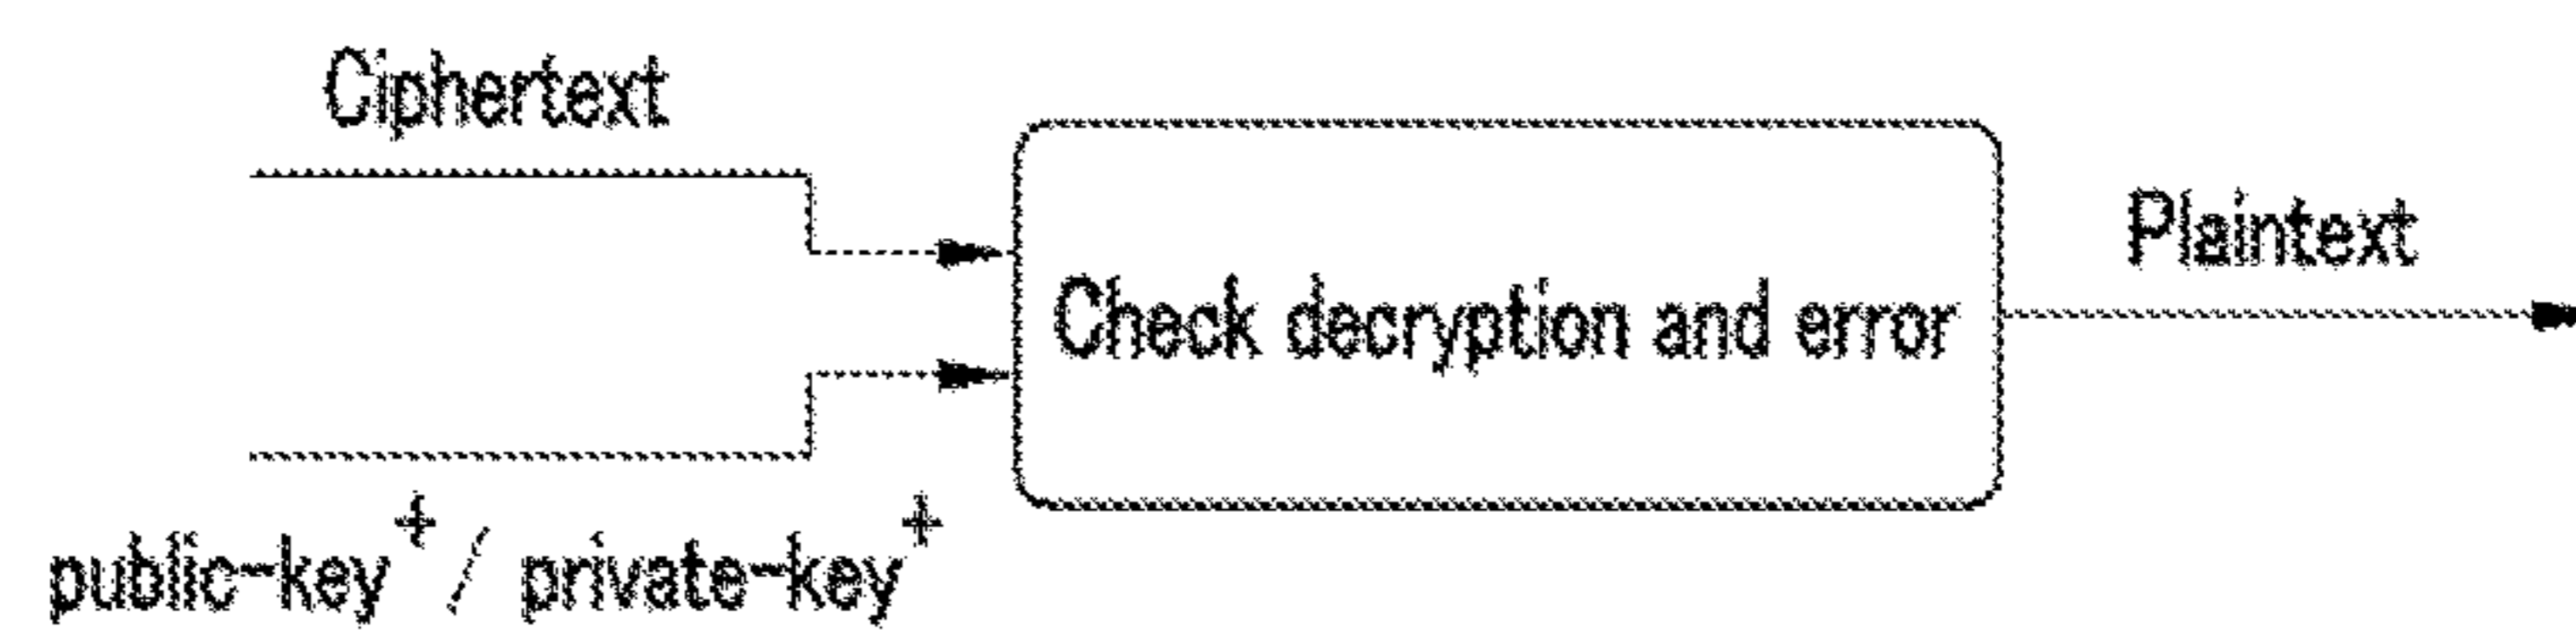 Ciphertext
Plaintext
Check decryption and error
public-key+/ private-key+